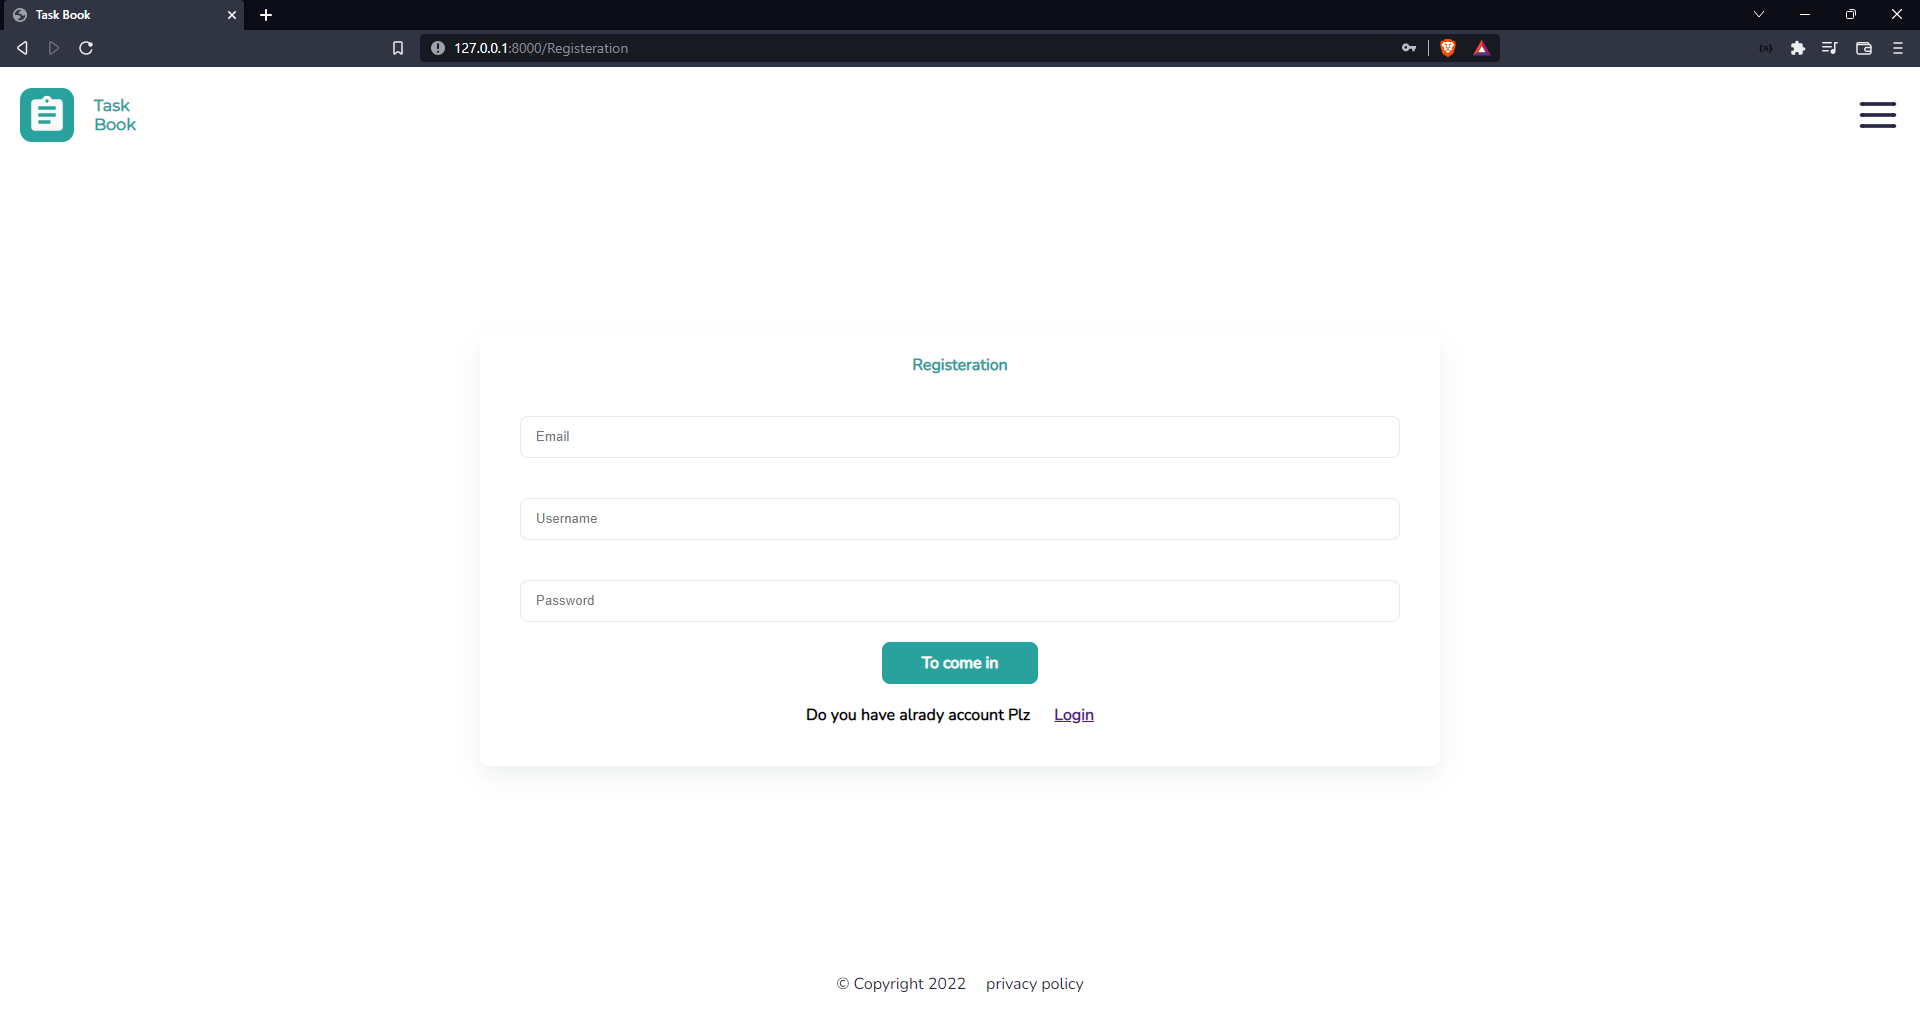 Task Book
127.0.0.1:8000/Registeration
Task
Book
Registeration
Email
Username
Password
To come in
Do you have alrady account Plz Login
© Copyright 2022 privacy policy